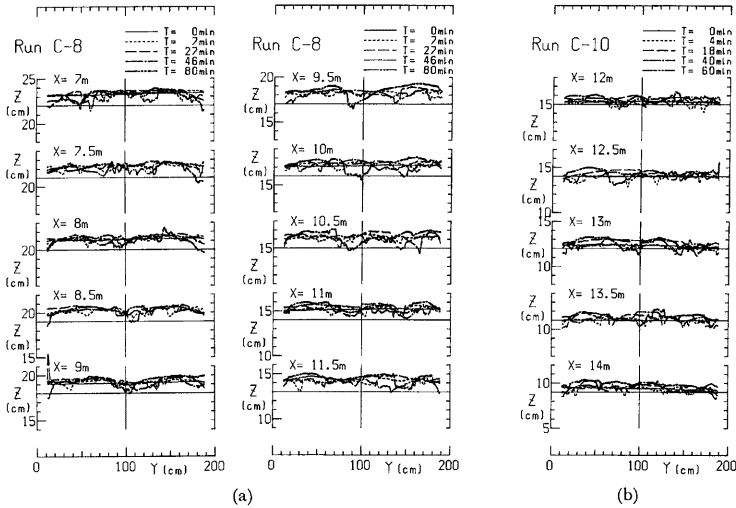 Run C-8
T= 0min
T= 7min
T= 27min
T= 46min
T= 80min
X= 7m
25
Z
(cm)
20
X= 7.5m
Z
(cm)
20
X= 8m
Z
(cm)
20
X= 8.5m
Z
(cm)
20
15
X= 9m
20
Z
(cm)
15
0 100 200
Y (cm)
Run C-8
T= 0min
T= 7min
T= 27min
T= 46min
T= 80min
20
X= 9.5m
Z
(cm)
15
X= 10m
Z
(cm)
15
X= 10.5m
Z
(cm)
15
X= 11m
15
Z
(cm)
10
X= 11.5m
15
Z
(cm)
10
0 100 200
Y (cm)
(a)
Run C-10
T= 0min
T= 4min
T= 18min
T= 40min
T= 60min
X= 12m
15
Z
(cm)
X= 12.5m
15
Z
(cm)
10
X= 13m
15
Z
(cm)
10
X= 13.5m
Z
(cm)
10
X= 14m
10
Z
(cm)
5
0 100 200
Y (cm)
(b)